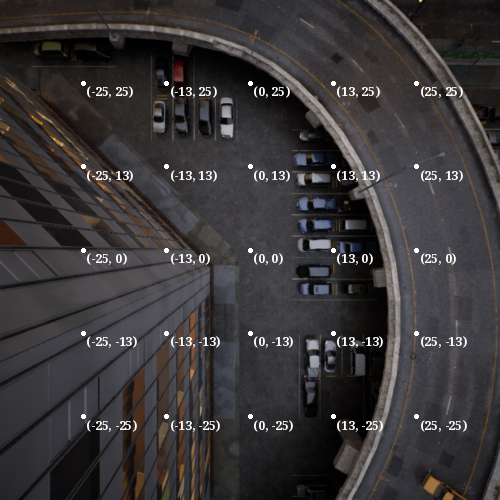 (-25, 25) (-13, 25) (0, 25) (13, 25) (25, 25)
(-25, 13) (-13, 13) (0, 13) (13, 13) (25, 13)
(-25, 0) (-13, 0) (0, 0) (13, 0) (25, 0)
(-25, -13) (-13, -13) (0, -13) (13, -13) (25, -13)
(-25, -25) (-13, -25) (0, -25) (13, -25) (25, -25)